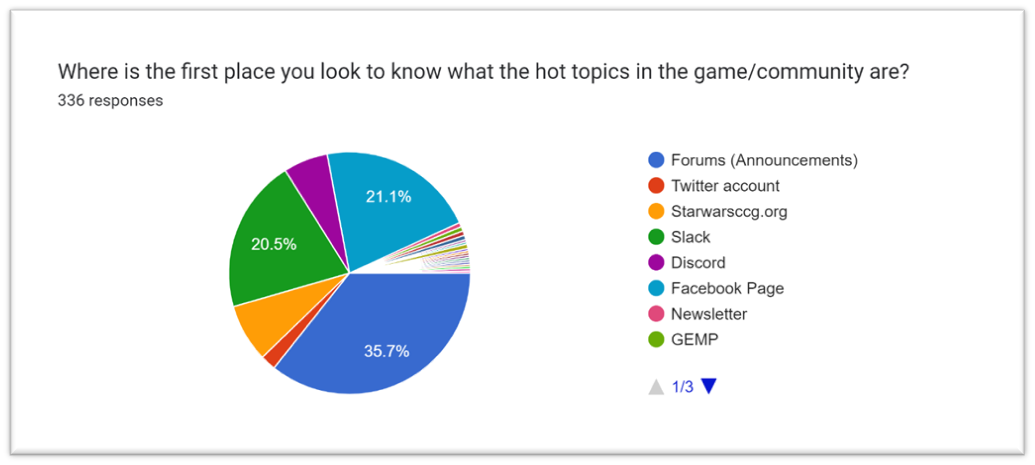 Where is the first place you look to know what the hot topics in the game/community are?
336 responses
21.1%
20.5%
35.7%
Forums (Announcements)
Twitter account
Starwarsccg.org
Slack
Discord
Facebook Page
Newsletter
GEMP
1/3